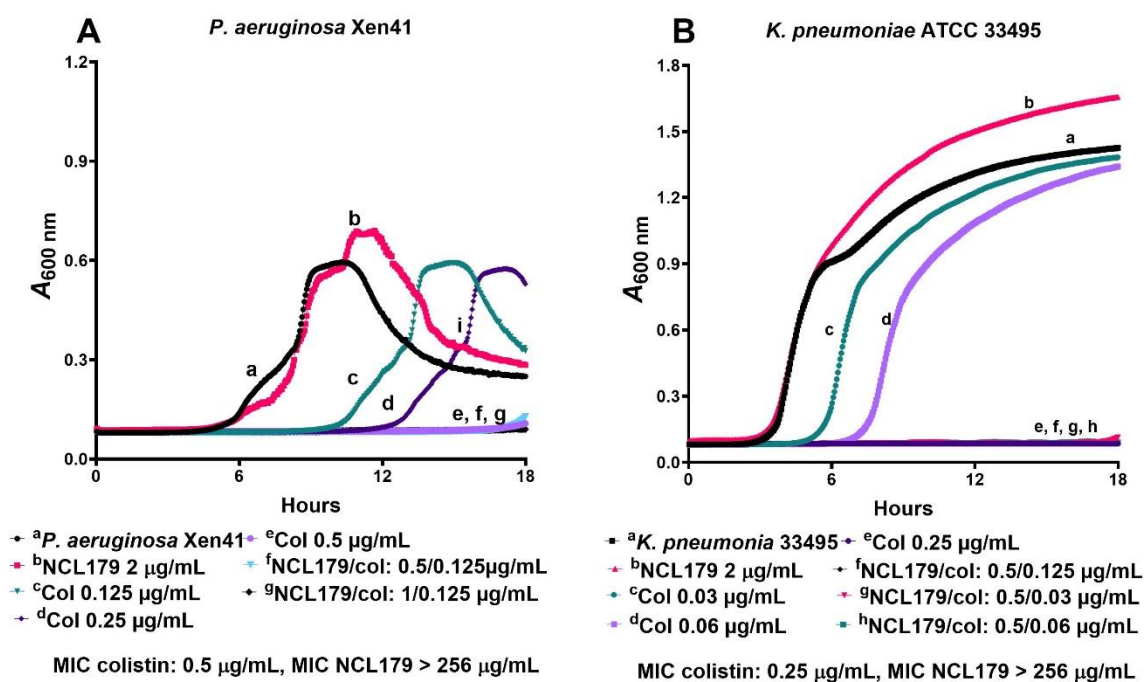 A
P. aeruginosa Xen41
1.2
0.9
0.6
0.3
0.0
A600 nm
a
b
c
d
i
e, f, g
0
6
12
18
Hours
ᵃP. aeruginosa Xen41
ᵇNCL179 2 μg/mL
ᶜCol 0.125 μg/mL
ᵈCol 0.25 μg/mL
ᵉCol 0.5 μg/mL
ᶠNCL179/col: 0.5/0.125μg/mL
ᵍNCL179/col: 1/0.125 μg/mL
MIC colistin: 0.5 μg/mL, MIC NCL179 > 256 μg/mL
B
K. pneumoniae ATCC 33495
1.8
1.5
1.2
0.9
0.6
0.3
0.0
A600 nm
b
a
c
d
e, f, g, h
0
6
12
18
Hours
ᵃK. pneumonia 33495
ᵇNCL179 2 μg/mL
ᶜCol 0.03 μg/mL
ᵈCol 0.06 μg/mL
ᵉCol 0.25 μg/mL
ᶠNCL179/col: 0.5/0.125 μg/mL
ᵍNCL179/col: 0.5/0.03 μg/mL
ʰNCL179/col: 0.5/0.06 μg/mL
MIC colistin: 0.25 μg/mL, MIC NCL179 > 256 μg/mL